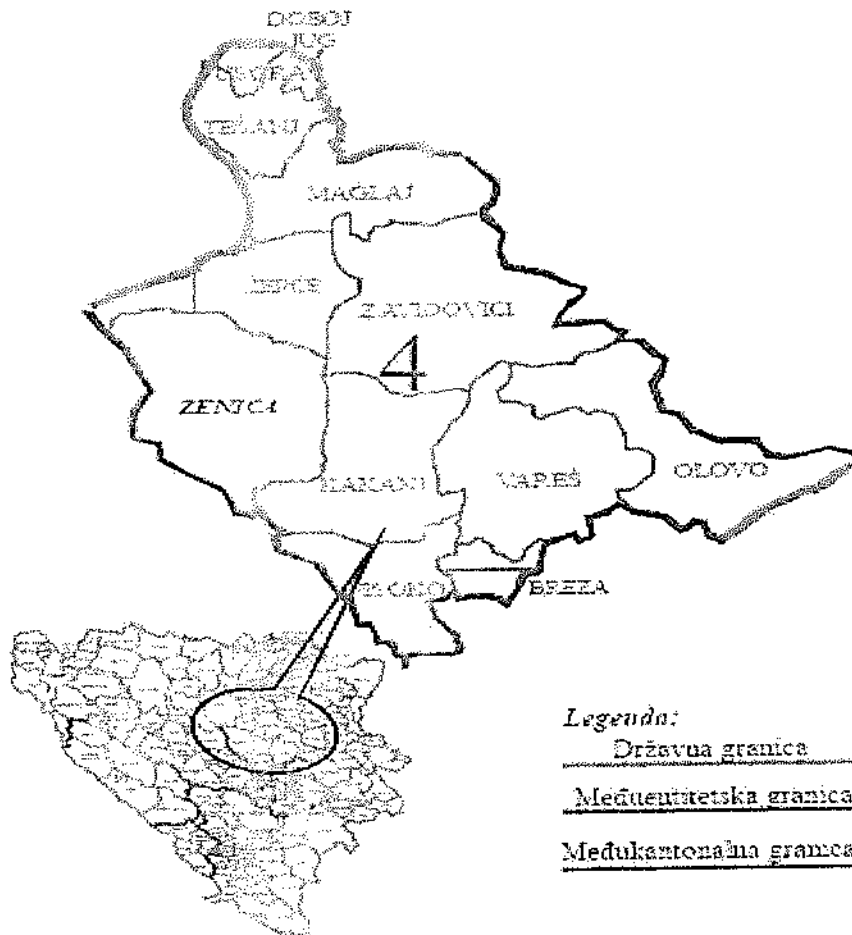 DOBOJ
JUG
USORA
TEŠANJ
MAGLAJ
ŽEPČE
ZAVIDOVIĆI
4
ZENICA
KAKANJ
VAREŠ
OLOVO
BREZA
Legenda:
Državna granica
Međuentitetska granica
Međukantonalna granica